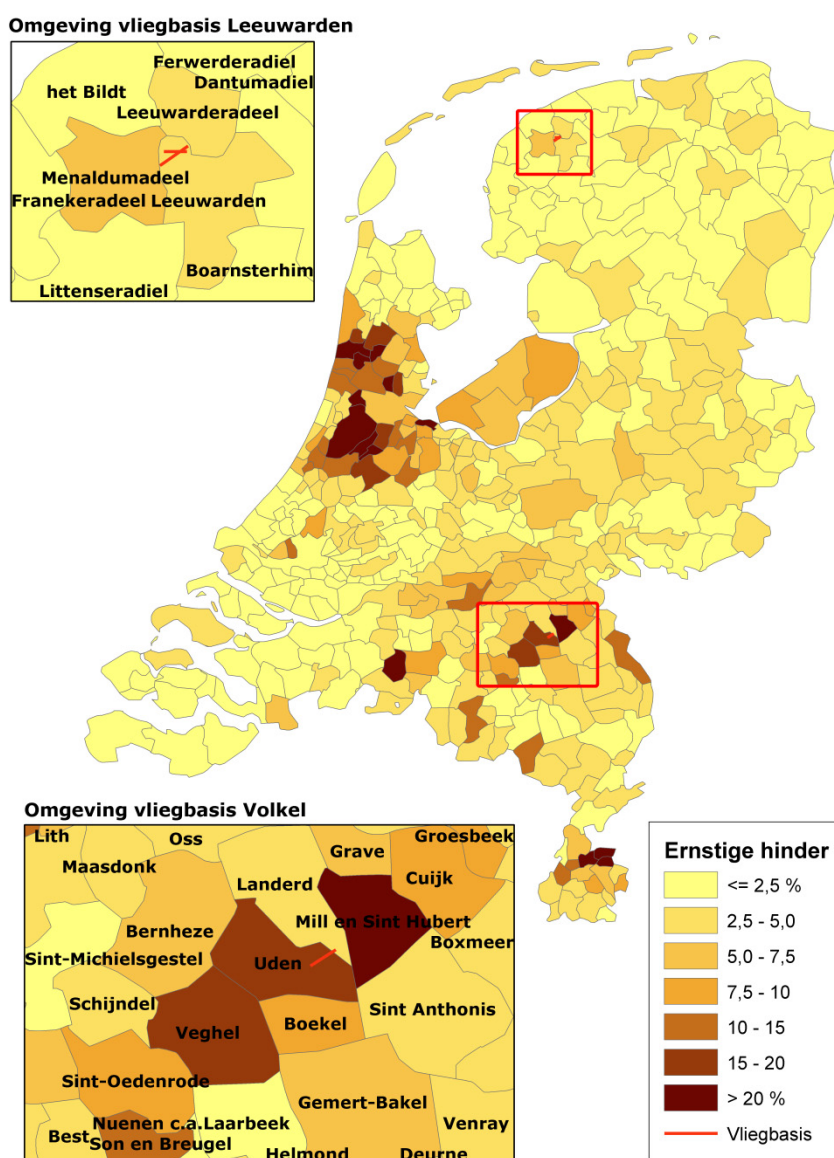 Omgeving vliegbasis Leeuwarden
Ferwerderadiel
Dantumadiel
het Bildt
Leeuwarderadeel
Menaldumadeel
Franekeradeel Leeuwarden
Boarnsterhim
Littenseradiel
Omgeving vliegbasis Volkel
Lith
Oss
Groesbeek
Grave
Maasdonk
Landerd
Cuijk
Mill en Sint Hubert
Bernheze
Boxmeer
Sint-Michielsgestel
Uden
Schijndel
Sint Anthonis
Veghel
Boekel
Sint-Oedenrode
Gemert-Bakel
Nuenen c.a.Laarbeek
Venray
Best
Son en Breugel
Helmond
Deurne
Ernstige hinder
<= 2,5 %
2,5 - 5,0
5,0 - 7,5
7,5 - 10
10 - 15
15 - 20
> 20 %
Vliegbasis